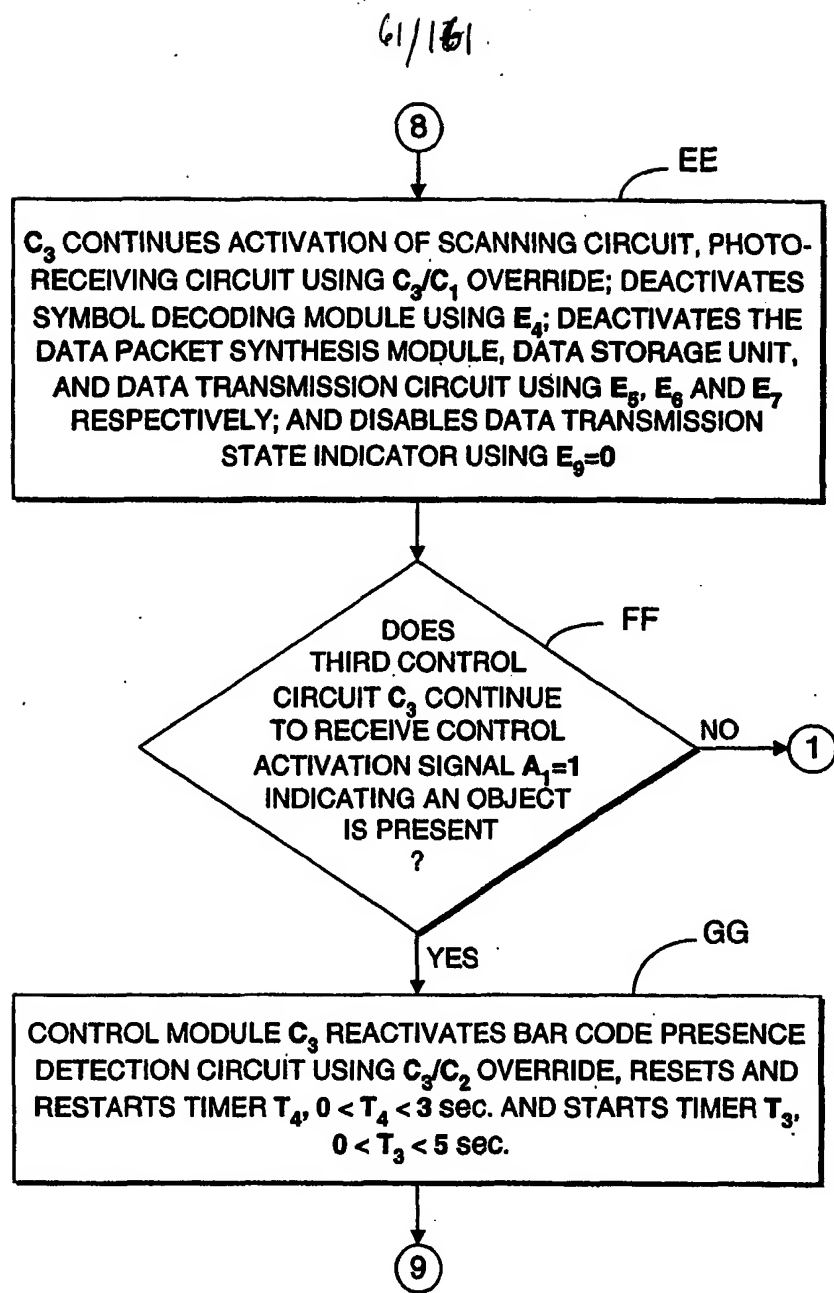 61/161
8
EE
C₃ CONTINUES ACTIVATION OF SCANNING CIRCUIT, PHOTO-
RECEIVING CIRCUIT USING C₃/C₁ OVERRIDE; DEACTIVATES
SYMBOL DECODING MODULE USING E₄; DEACTIVATES THE
DATA PACKET SYNTHESIS MODULE, DATA STORAGE UNIT,
AND DATA TRANSMISSION CIRCUIT USING E₅, E₆ AND E₇
RESPECTIVELY; AND DISABLES DATA TRANSMISSION
STATE INDICATOR USING E₉=0
FF
DOES
THIRD CONTROL
CIRCUIT C₃ CONTINUE
TO RECEIVE CONTROL
ACTIVATION SIGNAL A₁=1
INDICATING AN OBJECT
IS PRESENT
?
NO
1
YES
GG
CONTROL MODULE C₃ REACTIVATES BAR CODE PRESENCE
DETECTION CIRCUIT USING C₃/C₂ OVERRIDE, RESETS AND
RESTARTS TIMER T₄, 0 < T₄ < 3 sec. AND STARTS TIMER T₃,
0 < T₃ < 5 sec.
9